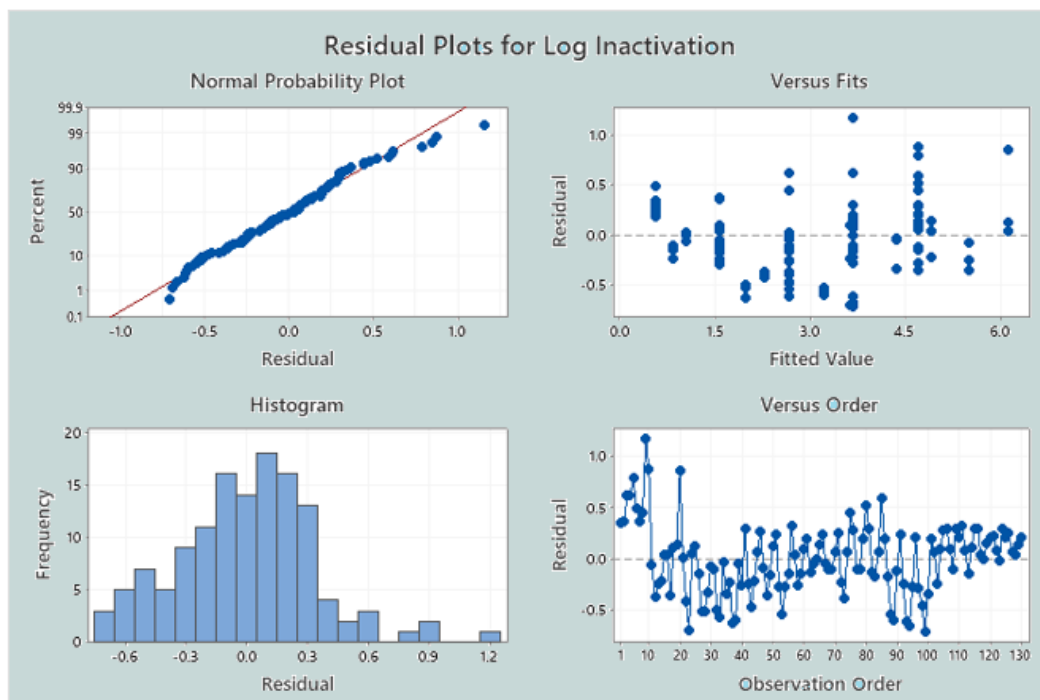 Residual Plots for Log Inactivation
Normal Probability Plot
99.9
99
90
50
10
1
0.1
Percent
-1.0 -0.5 0.0 0.5 1.0
Residual
Versus Fits
1.0
0.5
0.0
-0.5
Residual
0.0 1.5 3.0 4.5 6.0
Fitted Value
Histogram
20
15
10
5
0
Frequency
-0.6 -0.3 0.0 0.3 0.6 0.9 1.2
Residual
Versus Order
1.0
0.5
0.0
-0.5
Residual
1 10 20 30 40 50 60 70 80 90 100 110 120 130
Observation Order